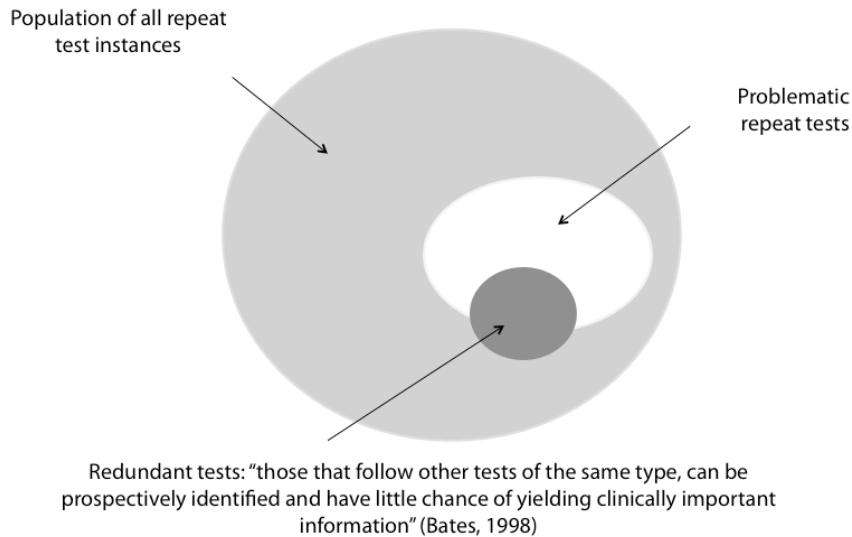 Population of all repeat
test instances
Problematic
repeat tests
Redundant tests: “those that follow other tests of the same type, can be
prospectively identified and have little chance of yielding clinically important
information” (Bates, 1998)